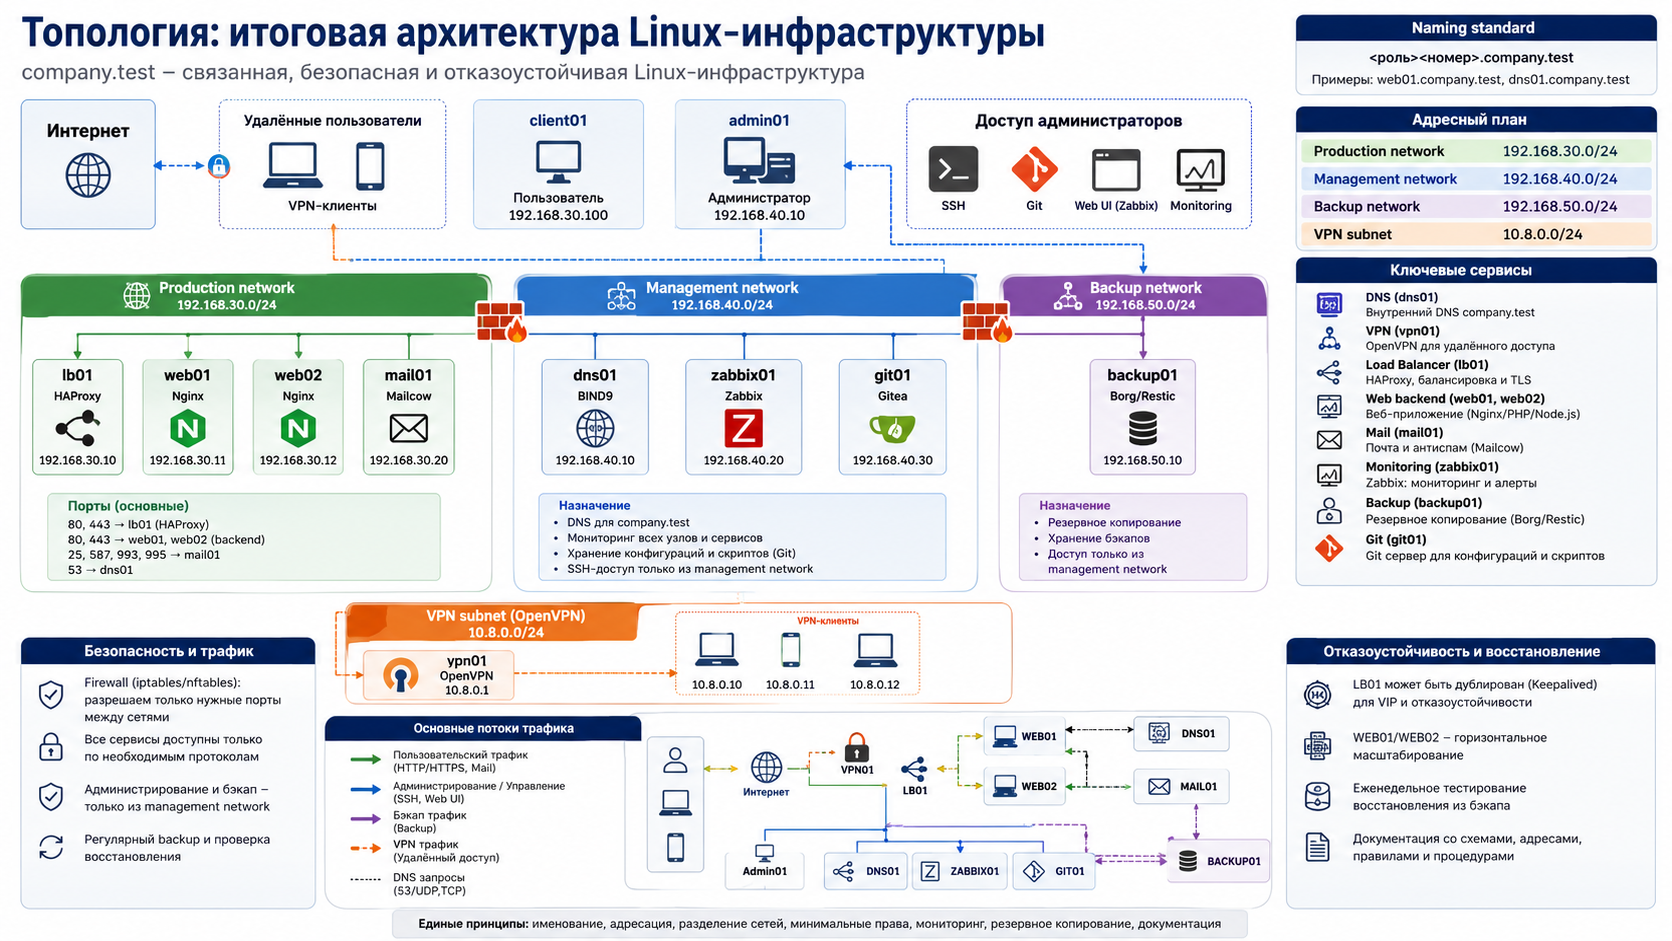 Топология: итоговая архитектура Linux-инфраструктуры
company.test – связанная, безопасная и отказоустойчивая Linux-инфраструктура
Интернет
Удалённые пользователи
VPN-клиенты
client01
Пользователь
192.168.30.100
admin01
Администратор
192.168.40.10
Доступ администраторов
SSH
Git
Web UI (Zabbix)
Monitoring
Naming standard
<роль><номер>.company.test
Примеры: web01.company.test, dns01.company.test
Адресный план
Production network 192.168.30.0/24
Management network 192.168.40.0/24
Backup network 192.168.50.0/24
VPN subnet 10.8.0.0/24
Production network
192.168.30.0/24
lb01
HAProxy
192.168.30.10
web01
Nginx
192.168.30.11
web02
Nginx
192.168.30.12
mail01
Mailcow
192.168.30.20
Порты (основные)
80, 443 → lb01 (HAProxy)
80, 443 → web01, web02 (backend)
25, 587, 993, 995 → mail01
53 → dns01
Management network
192.168.40.0/24
dns01
BIND9
192.168.40.10
zabbix01
Zabbix
Z
192.168.40.20
git01
Gitea
192.168.40.30
Назначение
• DNS для company.test
• Мониторинг всех узлов и сервисов
• Хранение конфигураций и скриптов (Git)
• SSH-доступ только из management network
Backup network
192.168.50.0/24
backup01
Borg/Restic
192.168.50.10
Назначение
• Резервное копирование
• Хранение бэкапов
• Доступ только из
management network
Ключевые сервисы
DNS (dns01)
Внутренний DNS company.test
VPN (vpn01)
OpenVPN для удалённого доступа
Load Balancer (lb01)
HAProxy, балансировка и TLS
Web backend (web01, web02)
Веб-приложение (Nginx/PHP/Node.js)
Mail (mail01)
Почта и антиспам (Mailcow)
Monitoring (zabbix01)
Zabbix: мониторинг и алерты
Backup (backup01)
Резервное копирование (Borg/Restic)
Git (git01)
Git сервер для конфигураций и скриптов
VPN subnet (OpenVPN)
10.8.0.0/24
ypn01
OpenVPN
10.8.0.1
VPN-клиенты
10.8.0.10
10.8.0.11
10.8.0.12
Безопасность и трафик
Firewall (iptables/nftables):
разрешаем только нужные порты
между сетями
Все сервисы доступны только
по необходимым протоколам
Администрирование и бэкап –
только из management network
Регулярный backup и проверка
восстановления
Основные потоки трафика
Пользовательский трафик
(HTTP/HTTPS, Mail)
Администрирование / Управление
(SSH, Web UI)
Бэкап трафик
(Backup)
VPN трафик
(Удалённый доступ)
DNS запросы
(53/UDP,TCP)
Интернет
VPN01
LB01
WEB01
WEB02
DNS01
MAIL01
Admin01
DNS01
Z ZABBIX01
GIT01
BACKUP01
Отказоустойчивость и восстановление
LB01 может быть дублирован (Keepalived)
для VIP и отказоустойчивости
WEB01/WEB02 – горизонтальное
масштабирование
Еженедельное тестирование
восстановления из бэкапа
Документация со схемами, адресами,
правилами и процедурами
Единые принципы: именование, адресация, разделение сетей, минимальные права, мониторинг, резервное копирование, документация